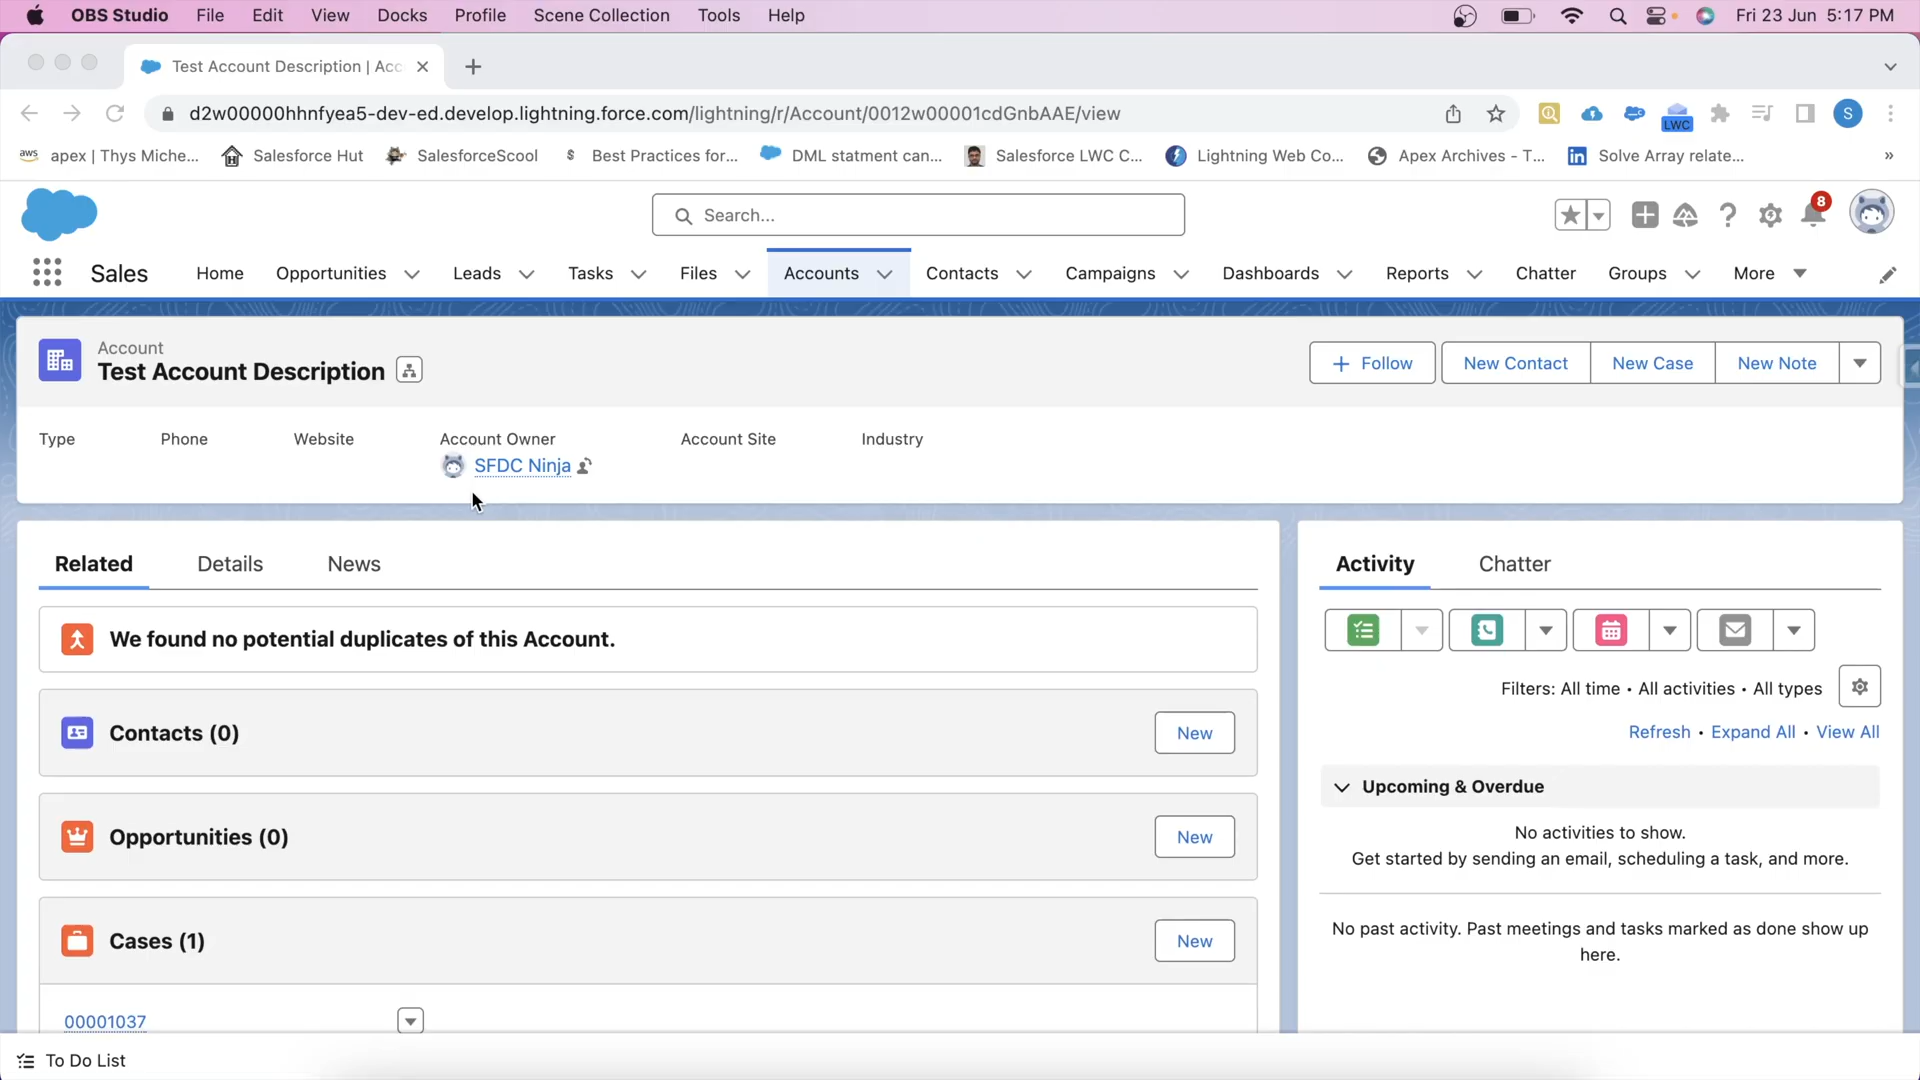 OBS Studio File Edit View Docks Profile Scene Collection Tools Help Fri 23 Jun 5:17 PM
Test Account Description | Acc
d2w00000hhnfyea5-dev-ed.develop.lightning.force.com/lightning/r/Account/0012w00001cdGnbAAE/view LWC S
aws apex | Thys Miche... Salesforce Hut SalesforceScool $ Best Practices for... DML statment can... Salesforce LWC C... Lightning Web Co... Apex Archives - T... in Solve Array relate... »
Search... 8
Sales Home Opportunities Leads Tasks Files Accounts Contacts Campaigns Dashboards Reports Chatter Groups More
Account
Test Account Description
+ Follow New Contact New Case New Note
Type Phone Website Account Owner Account Site Industry
SFDC Ninja
Related Details News
We found no potential duplicates of this Account.
Contacts (0) New
Opportunities (0) New
Cases (1) New
00001037
Activity Chatter
Filters: All time • All activities • All types
Refresh • Expand All • View All
Upcoming & Overdue
No activities to show.
Get started by sending an email, scheduling a task, and more.
No past activity. Past meetings and tasks marked as done show up
here.
To Do List